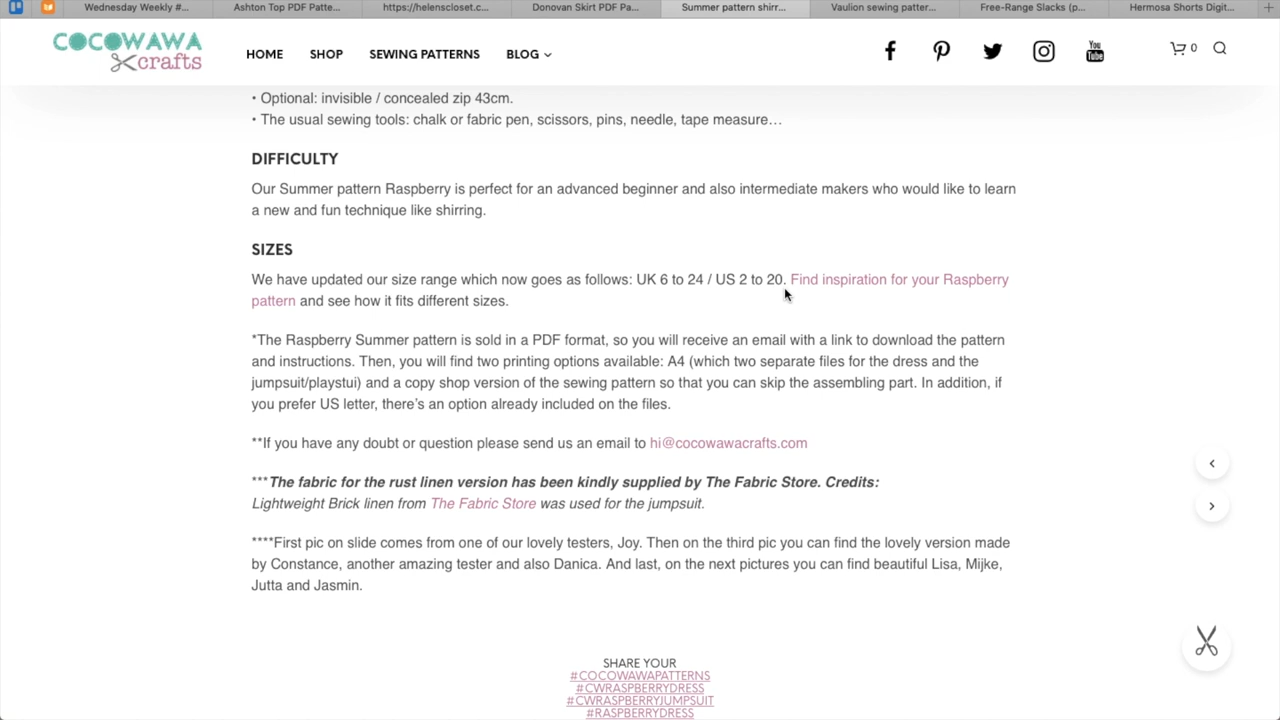 Wednesday Weekly #...
Ashton Top PDF Patte...
https://helenscloset.c...
Donovan Skirt PDF Pa...
Summer pattern shirr...
Vaulion sewing patter...
Free-Range Slacks (p...
Hermosa Shorts Digit...
COCOWAWA
crafts
HOME
SHOP
SEWING PATTERNS
BLOG
You
Tube
0
• Optional: invisible / concealed zip 43cm.
• The usual sewing tools: chalk or fabric pen, scissors, pins, needle, tape measure…
DIFFICULTY
Our Summer pattern Raspberry is perfect for an advanced beginner and also intermediate makers who would like to learn
a new and fun technique like shirring.
SIZES
We have updated our size range which now goes as follows: UK 6 to 24 / US 2 to 20. Find inspiration for your Raspberry
pattern and see how it fits different sizes.
*The Raspberry Summer pattern is sold in a PDF format, so you will receive an email with a link to download the pattern
and instructions. Then, you will find two printing options available: A4 (which two separate files for the dress and the
jumpsuit/playstui) and a copy shop version of the sewing pattern so that you can skip the assembling part. In addition, if
you prefer US letter, there’s an option already included on the files.
**If you have any doubt or question please send us an email to hi@cocowawacrafts.com
***The fabric for the rust linen version has been kindly supplied by The Fabric Store. Credits:
Lightweight Brick linen from The Fabric Store was used for the jumpsuit.
****First pic on slide comes from one of our lovely testers, Joy. Then on the third pic you can find the lovely version made
by Constance, another amazing tester and also Danica. And last, on the next pictures you can find beautiful Lisa, Mijke,
Jutta and Jasmin.
SHARE YOUR
#COCOWAWAPATTERNS
#CWRASPBERRYDRESS
#CWRASPBERRYJUMPSUIT
#RASPBERRYDRESS